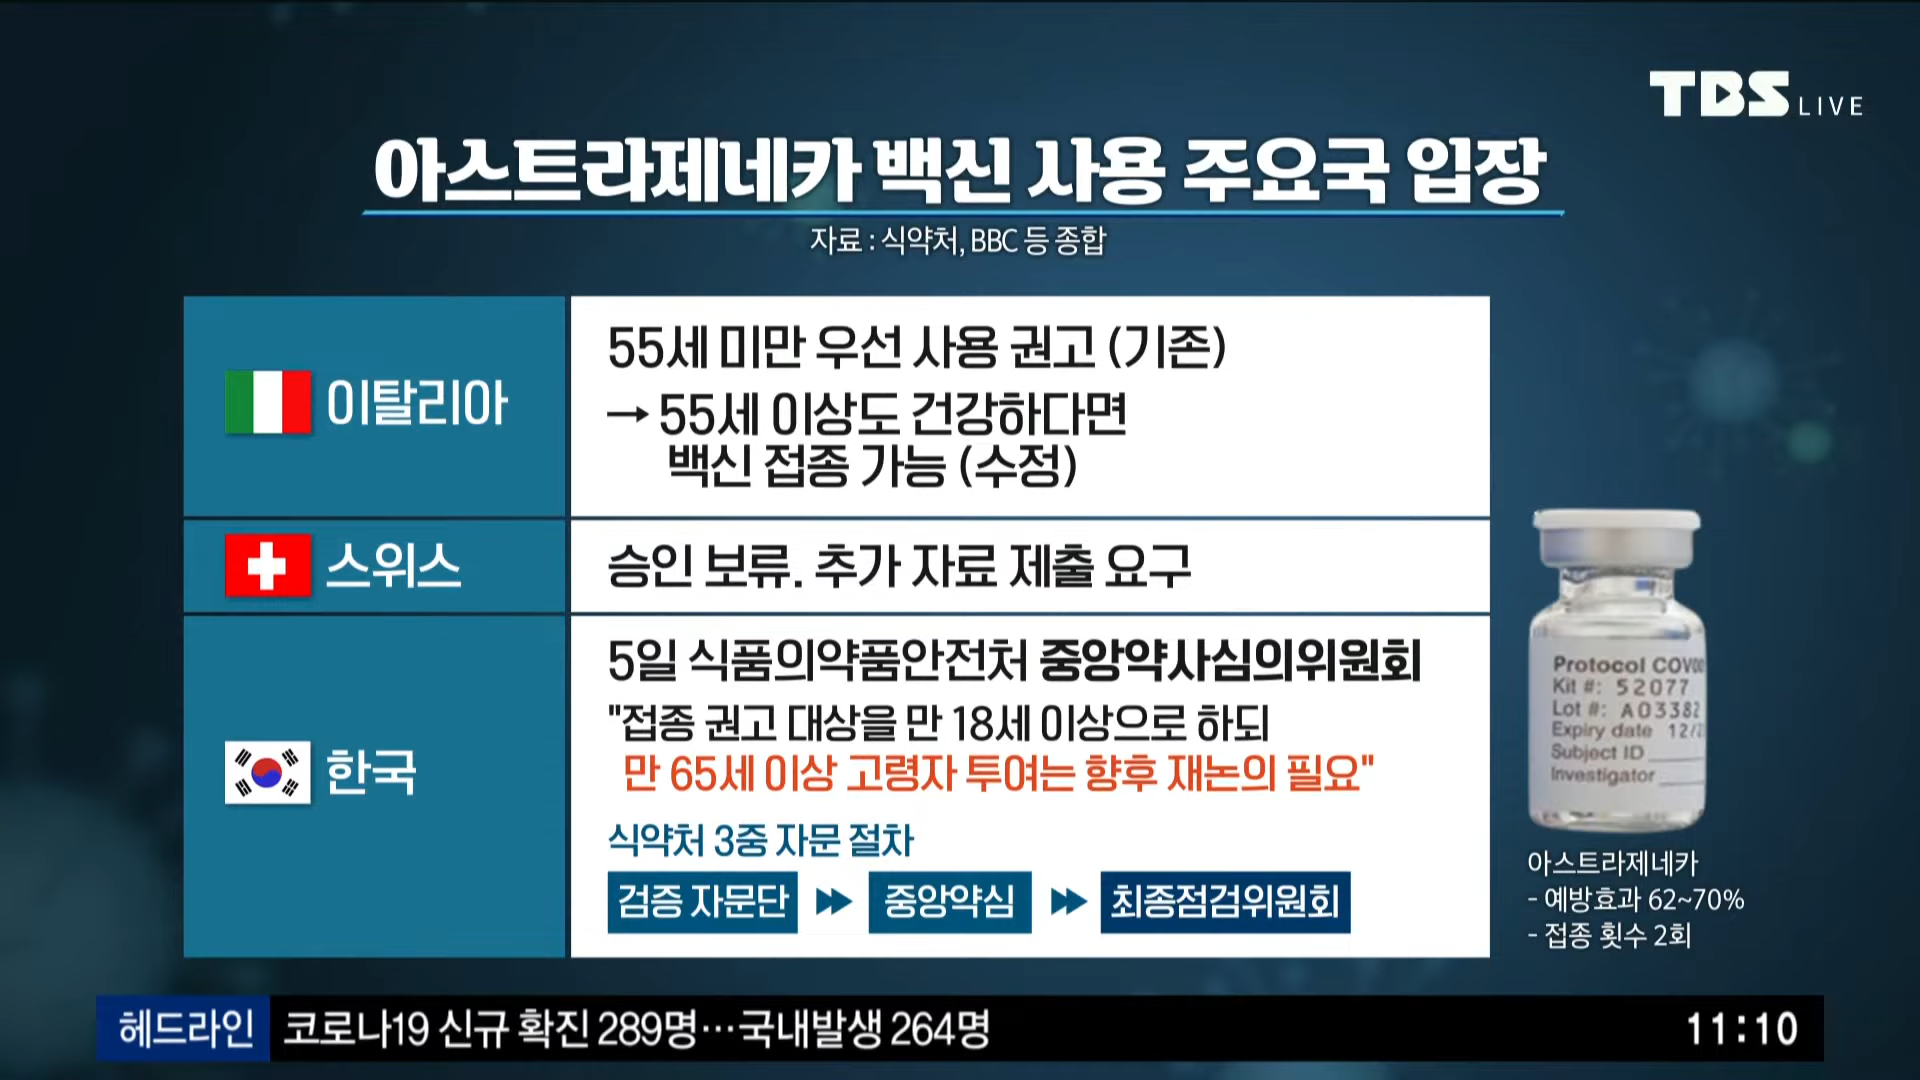 TBS LIVE
아스트라제네카 백신 사용 주요국 입장
자료 : 식약처, BBC 등 종합
이탈리아
55세 미만 우선 사용 권고 (기존)
→ 55세 이상도 건강하다면
백신 접종 가능 (수정)
스위스
승인 보류. 추가 자료 제출 요구
한국
5일 식품의약품안전처 중앙약사심의위원회
"접종 권고 대상을 만 18세 이상으로 하되
만 65세 이상 고령자 투여는 향후 재논의 필요"
식약처 3중 자문 절차
검증 자문단
중앙약심
최종점검위원회
Protocol COV00
Kit #: 52077
Lot #: A03382
Expiry date 12/2
Subject ID
Investigator
아스트라제네카
- 예방효과 62~70%
- 접종 횟수 2회
헤드라인
코로나19 신규 확진 289명…국내발생 264명
11:10